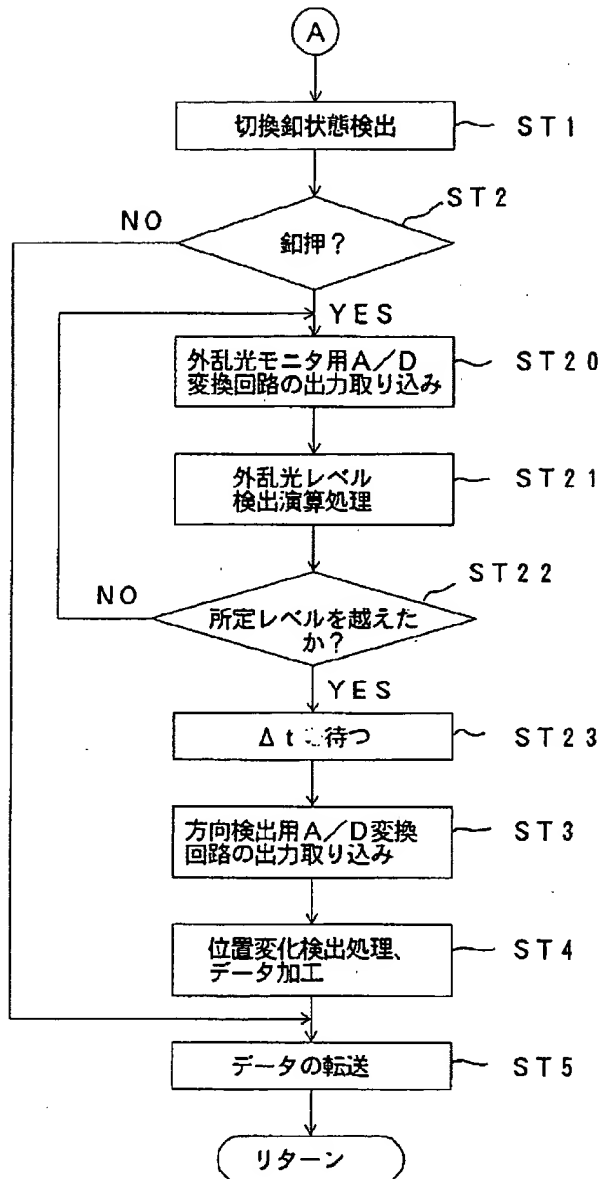 A
切換釦状態検出
ST1
ST2
NO
釦押？
YES
外乱光モニタ用A／D
変換回路の出力取り込み
ST20
外乱光レベル
検出演算処理
ST21
ST22
NO
所定レベルを越えた
か？
YES
Δt 待つ
ST23
方向検出用A／D変換
回路の出力取り込み
ST3
位置変化検出処理、
データ加工
ST4
データの転送
ST5
リターン